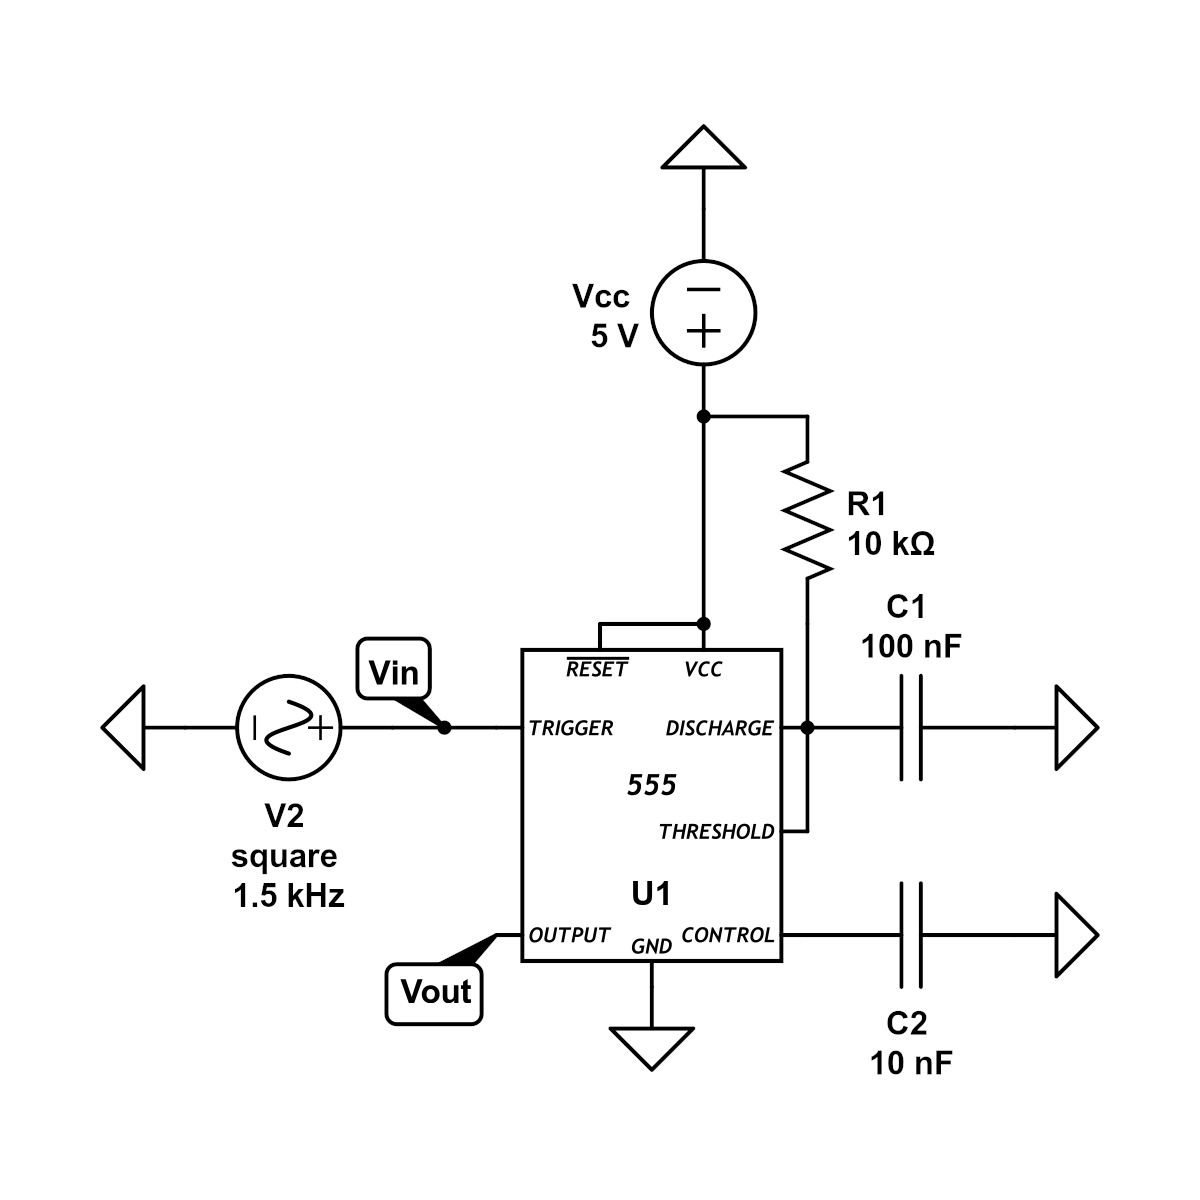 Vcc
5 V
R1
10 kΩ
C1
100 nF
Vin
RESET
VCC
TRIGGER
DISCHARGE
555
THRESHOLD
V2
square
1.5 kHz
U1
OUTPUT
GND
CONTROL
Vout
C2
10 nF